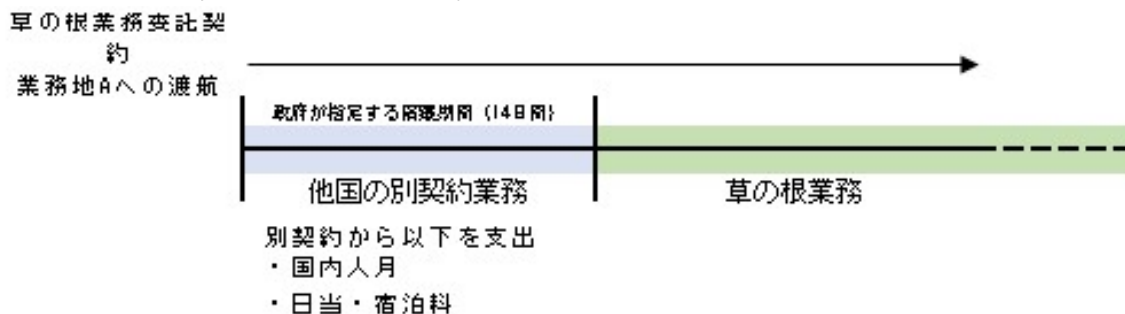 草の根業務委託契
約
業務地Aへの渡航
政府が指定する隔離期間（14日間）
他国の別契約業務
草の根業務
別契約から以下を支出
・国内人月
・日当・宿泊料